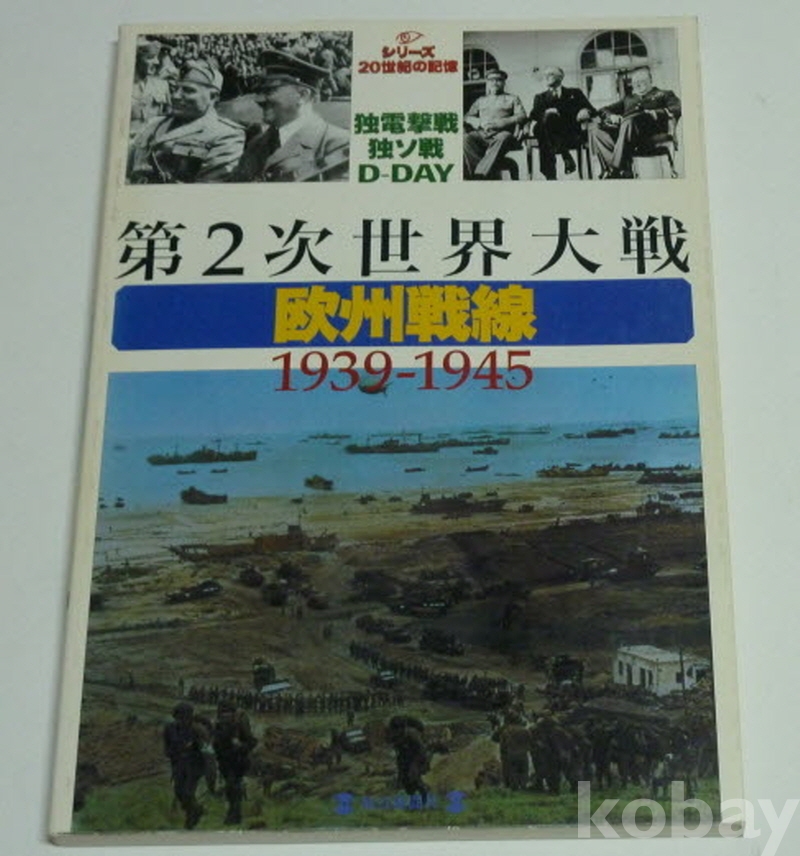 シリーズ
20世紀の記憶
独電撃戦
独ソ戦
D-DAY
第2次世界大戦
欧州戦線
1939-1945
kobay